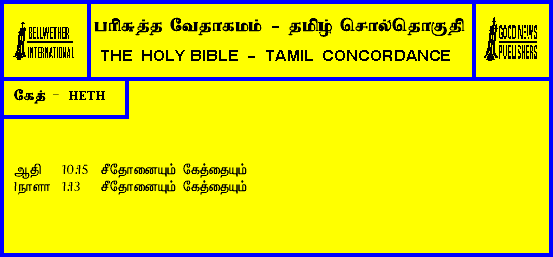 BELLWETHER
INTERNATIONAL
பரிசுத்த வேதாகமம் - தமிழ் சொல்தொகுதி
THE HOLY BIBLE - TAMIL CONCORDANCE
GOOD NEWS
PUBLISHERS
கேத் - HETH
ஆதி 10:15 சீதோனையும் கேத்தையும்
1நாளா 1:13 சீதோனையும் கேத்தையும்